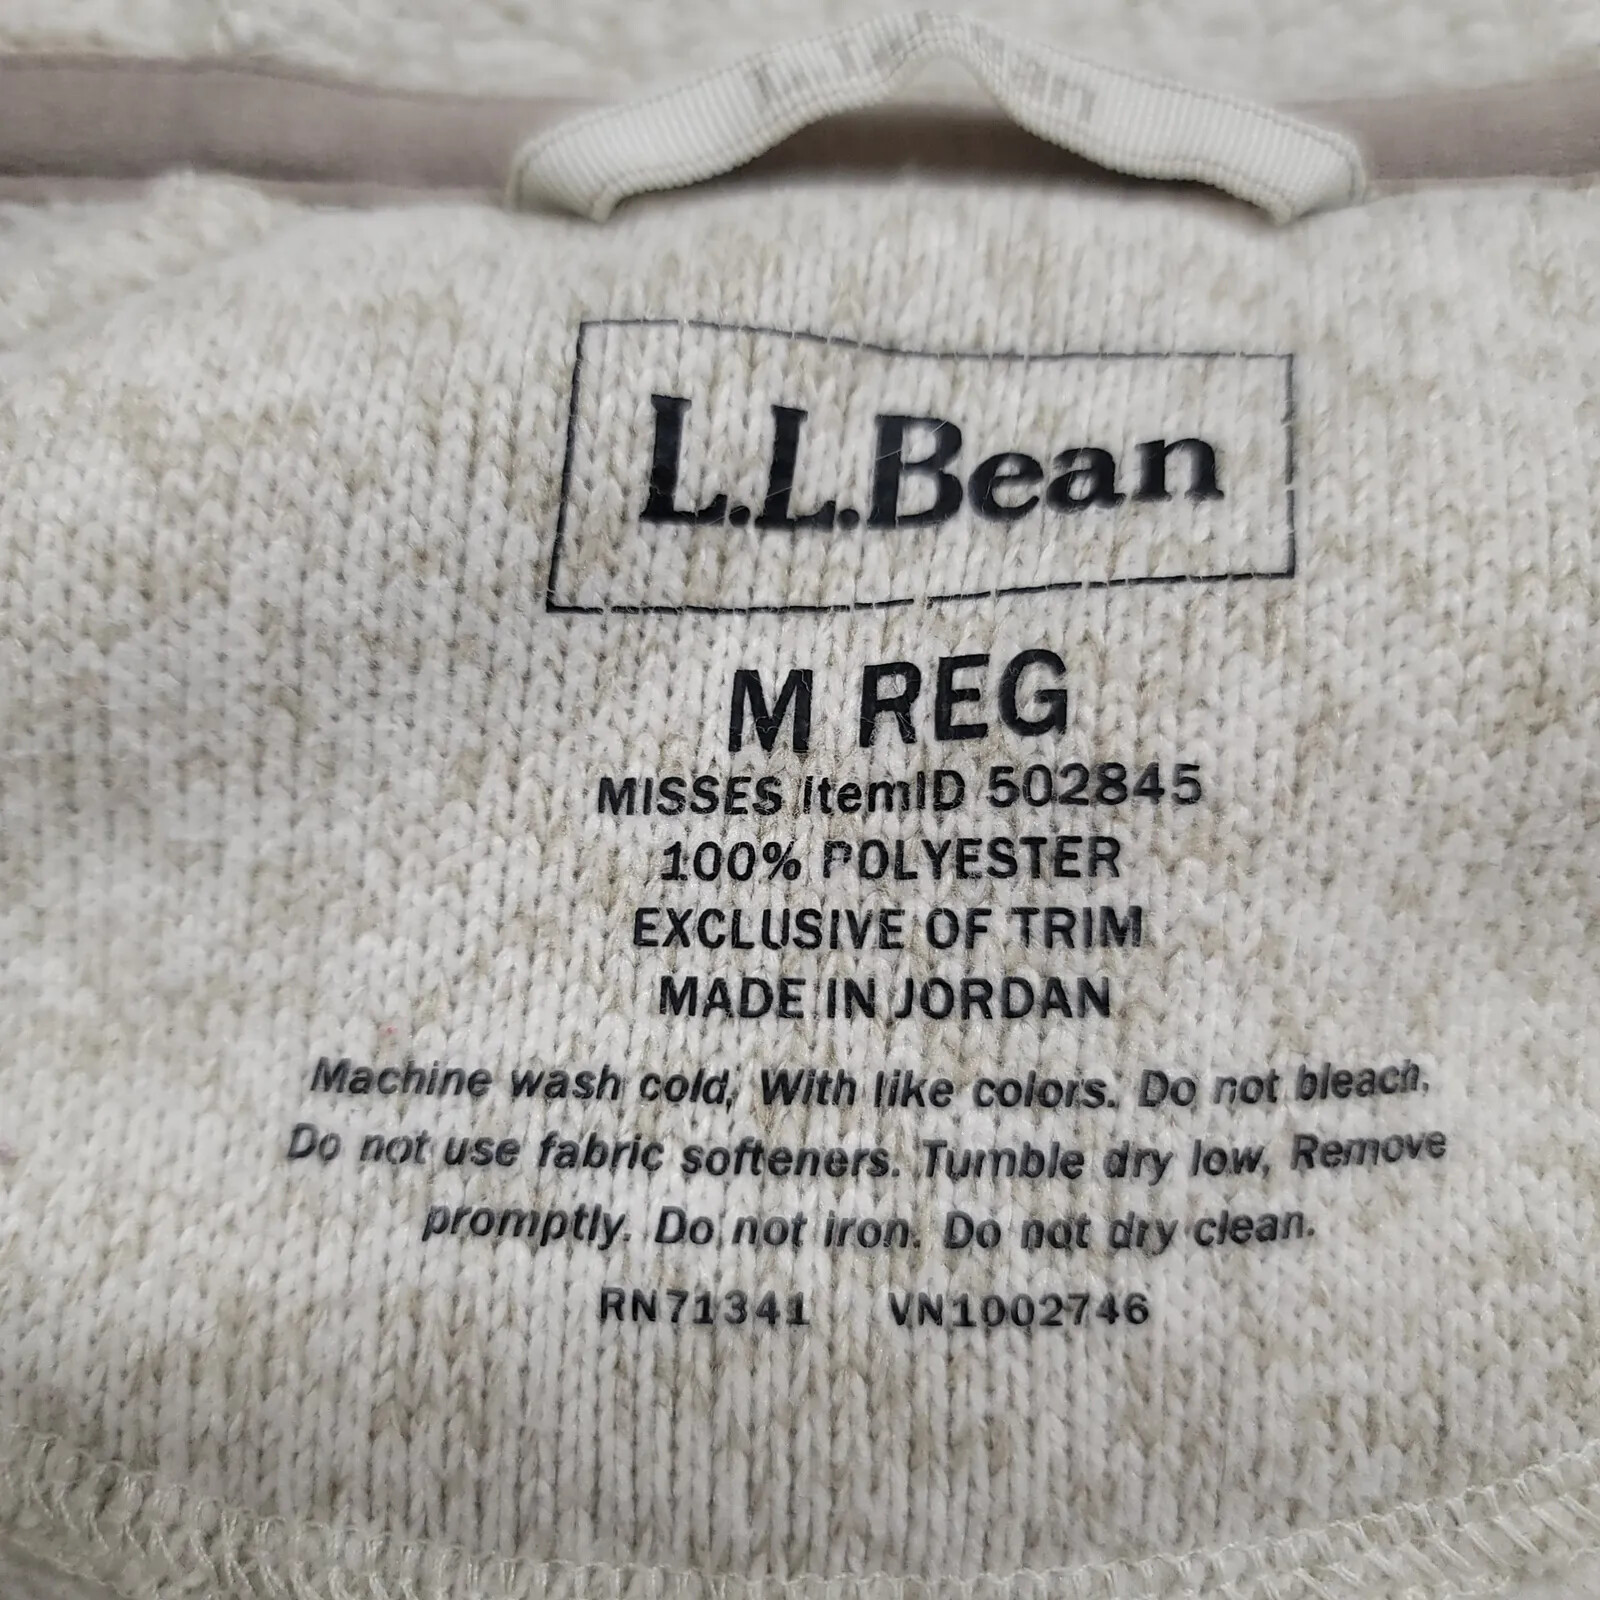 L.L.Bean
M REG
MISSES ItemID 502845
100% POLYESTER
EXCLUSIVE OF TRIM
MADE IN JORDAN
Machine wash cold, With like colors. Do not bleach.
Do not use fabric softeners. Tumble dry low, Remove
promptly. Do not iron. Do not dry clean.
RN71341 VN1002746